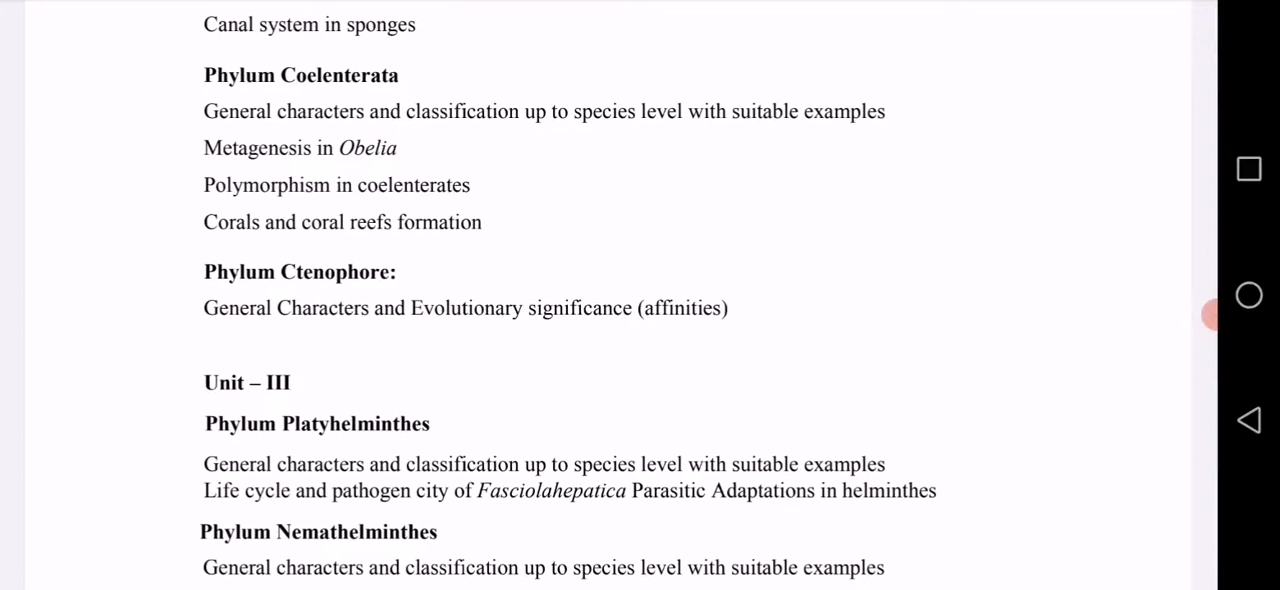 Canal system in sponges
Phylum Coelenterata
General characters and classification up to species level with suitable examples
Metagenesis in Obelia
Polymorphism in coelenterates
Corals and coral reefs formation
Phylum Ctenophore:
General Characters and Evolutionary significance (affinities)
Unit – III
Phylum Platyhelminthes
General characters and classification up to species level with suitable examples
Life cycle and pathogen city of Fasciolahepatica Parasitic Adaptations in helminthes
Phylum Nemathelminthes
General characters and classification up to species level with suitable examples